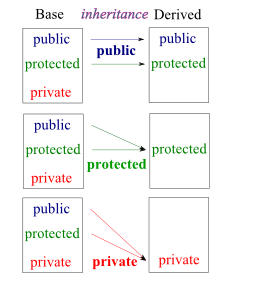 Base inheritance Derived
public public
public
protected protected
private
public
protected protected
protected
private
public
protected
private private private